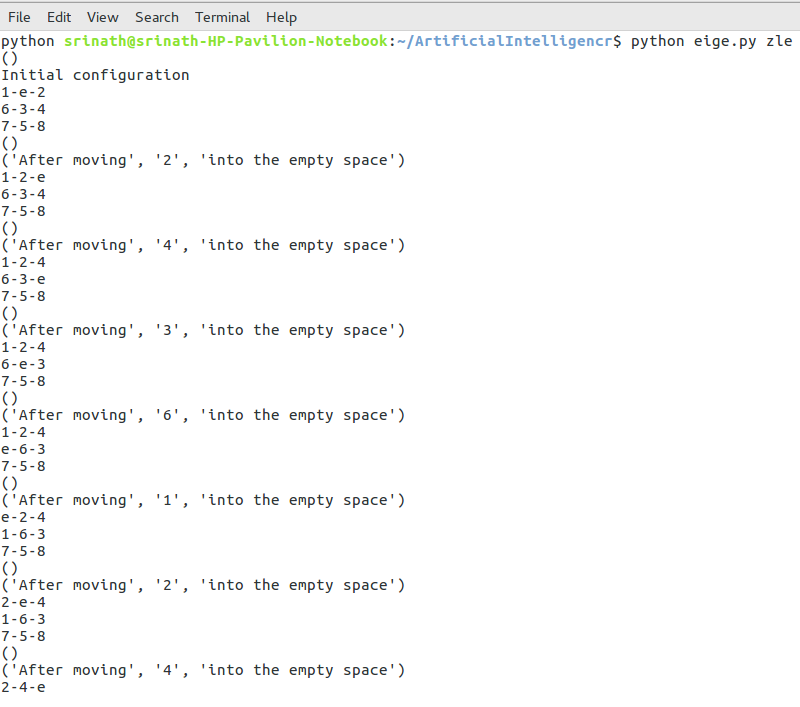 File Edit View Search Terminal Help
python srinath@srinath-HP-Pavilion-Notebook:~/ArtificialIntelligencr$ python eige.py zle
()
Initial configuration
1-e-2
6-3-4
7-5-8
()
('After moving', '2', 'into the empty space')
1-2-e
6-3-4
7-5-8
()
('After moving', '4', 'into the empty space')
1-2-4
6-3-e
7-5-8
()
('After moving', '3', 'into the empty space')
1-2-4
6-e-3
7-5-8
()
('After moving', '6', 'into the empty space')
1-2-4
e-6-3
7-5-8
()
('After moving', '1', 'into the empty space')
e-2-4
1-6-3
7-5-8
()
('After moving', '2', 'into the empty space')
2-e-4
1-6-3
7-5-8
()
('After moving', '4', 'into the empty space')
2-4-e